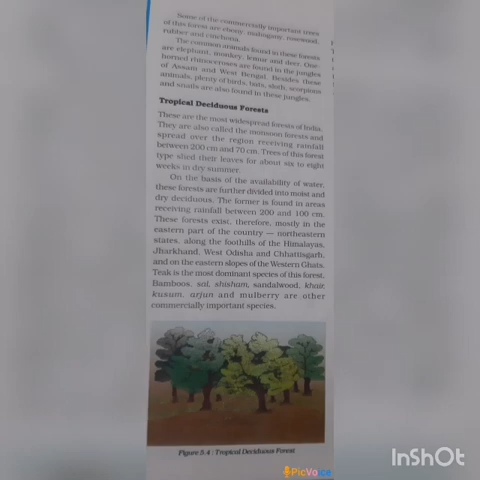 Some of the commercially important trees
of this forest are ebony, mahogany, rosewood,
rubber and cinchona.
The common animals found in these forests
are elephant, monkey, lemur and deer. One-
horned rhinoceroses are found in the jungles
of Assam and West Bengal. Besides these
animals, plenty of birds, bats, sloth, scorpions
and snails are also found in these jungles.
Tropical Deciduous Forests
These are the most widespread forests of India.
They are also called the monsoon forests and
spread over the region receiving rainfall
between 200 cm and 70 cm. Trees of this forest
type shed their leaves for about six to eight
weeks in dry summer.
On the basis of the availability of water,
these forests are further divided into moist and
dry deciduous. The former is found in areas
receiving rainfall between 200 and 100 cm.
These forests exist, therefore, mostly in the
eastern part of the country — northeastern
states, along the foothills of the Himalayas,
Jharkhand, West Odisha and Chhattisgarh,
and on the eastern slopes of the Western Ghats.
Teak is the most dominant species of this forest.
Bamboos, sal, shisham, sandalwood, khair,
kusum, arjun and mulberry are other
commercially important species.
Figure 5.4 : Tropical Deciduous Forest
PicVoice
InShOt